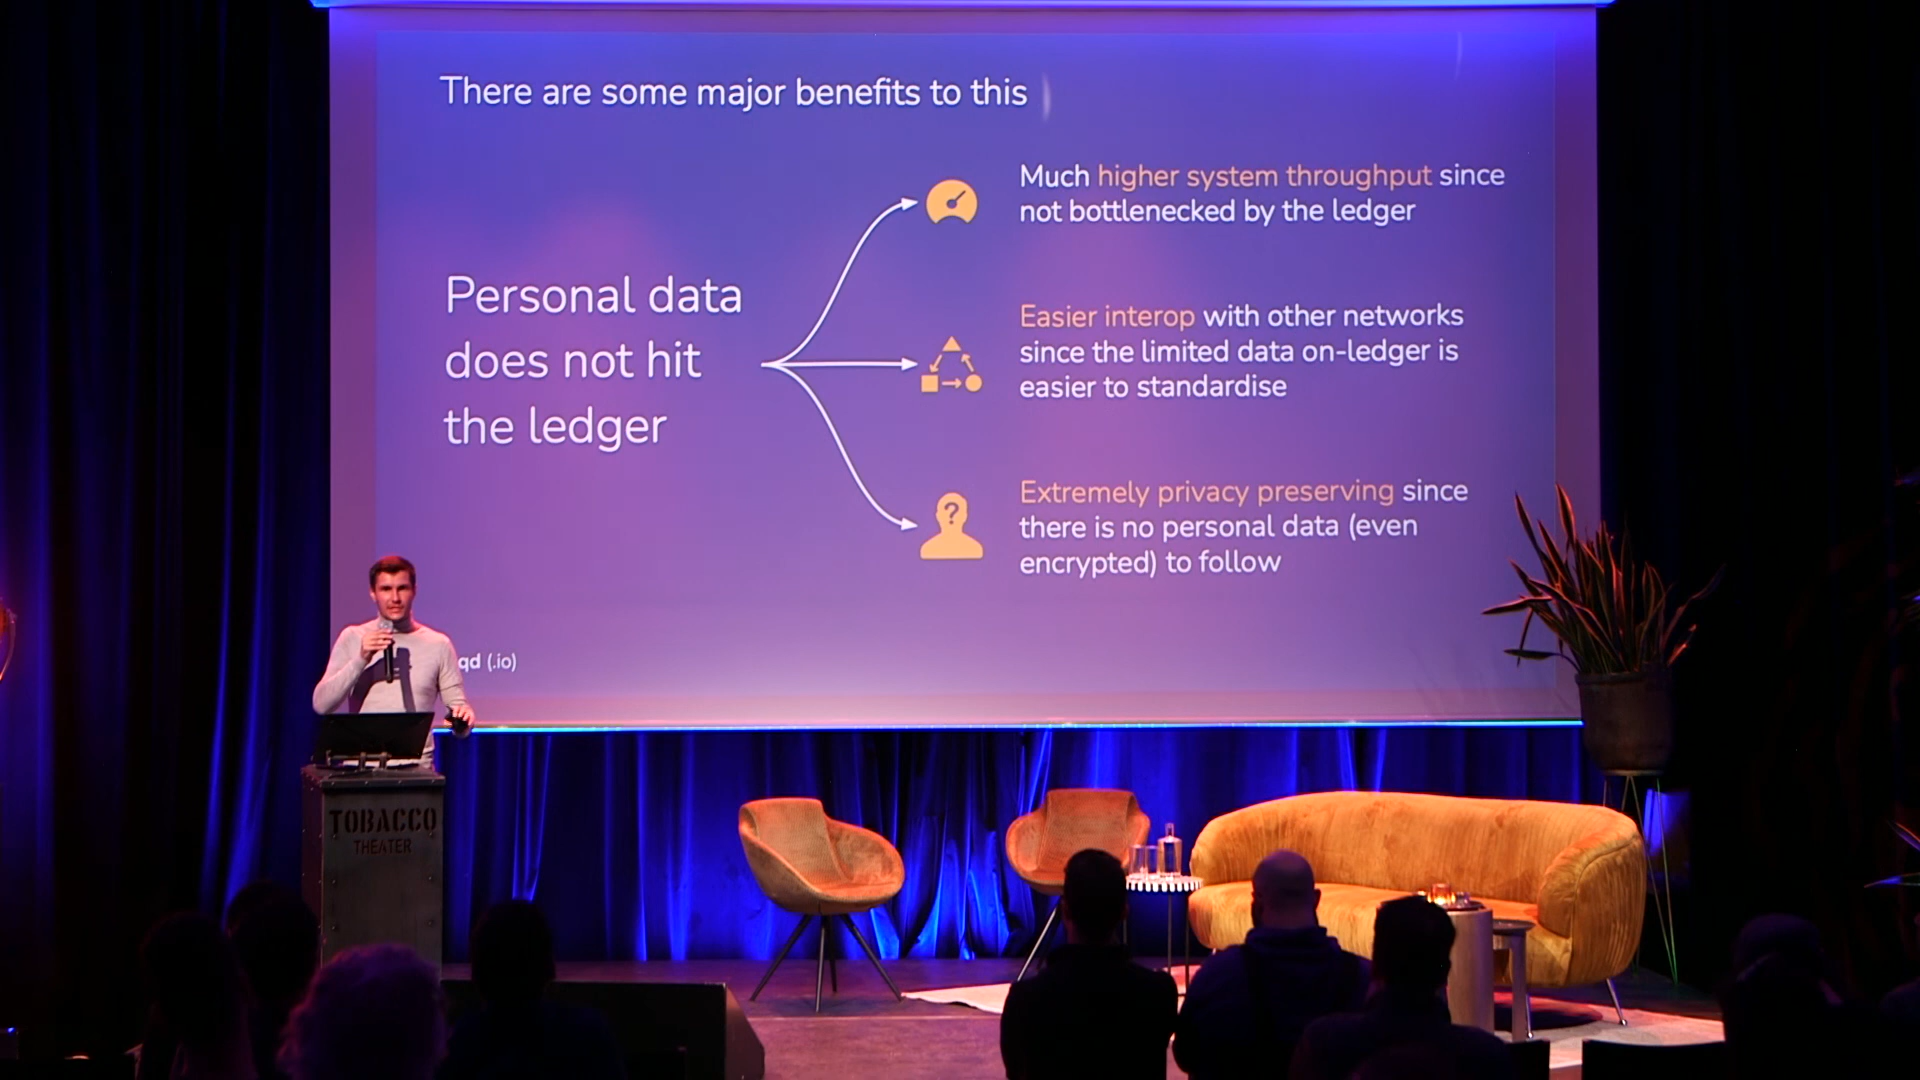 There are some major benefits to this
Personal data
does not hit
the ledger
Much higher system throughput since
not bottlenecked by the ledger
Easier interop with other networks
since the limited data on-ledger is
easier to standardise
Extremely privacy preserving since
there is no personal data (even
encrypted) to follow
qd (.io)
TOBACCO
THEATER